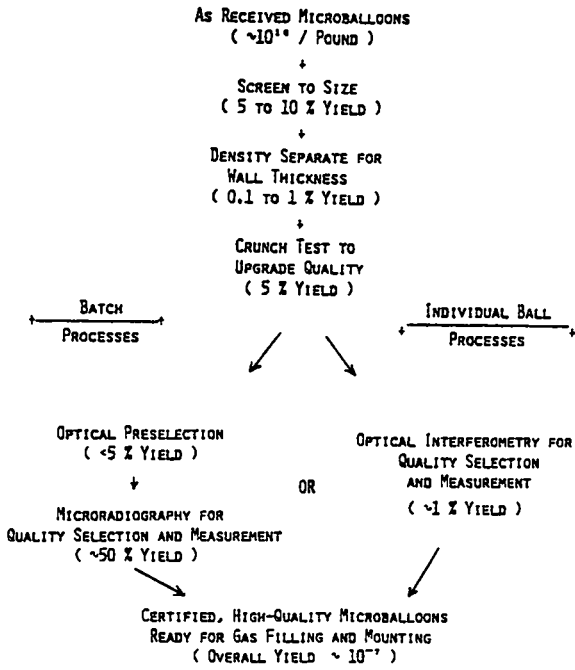 AS RECEIVED MICROBALLOONS
( / POUND )
SCREEN TO SIZE
( 5 TO 10 % YIELD )
DENSITY SEPARATE FOR
WALL THICKNESS
( 0.1 TO 1 % YIELD )
CRUNCH TEST TO
UPGRADE QUALITY
( 5 % YIELD )
BATCH
PROCESSES
INDIVIDUAL BALL
PROCESSES
OPTICAL PRESELECTION
( <5 % YIELD )
MICRORADIOGRAPHY FOR
QUALITY SELECTION AND MEASUREMENT
( ~50 % YIELD )
OR
OPTICAL INTERFEROMETRY FOR
QUALITY SELECTION
AND MEASUREMENT
( ~1 % YIELD )
CERTIFIED, HIGH-QUALITY MICROBALLOONS
READY FOR GAS FILLING AND MOUNTING
( OVERALL YIELD ~ 10⁻⁷ )